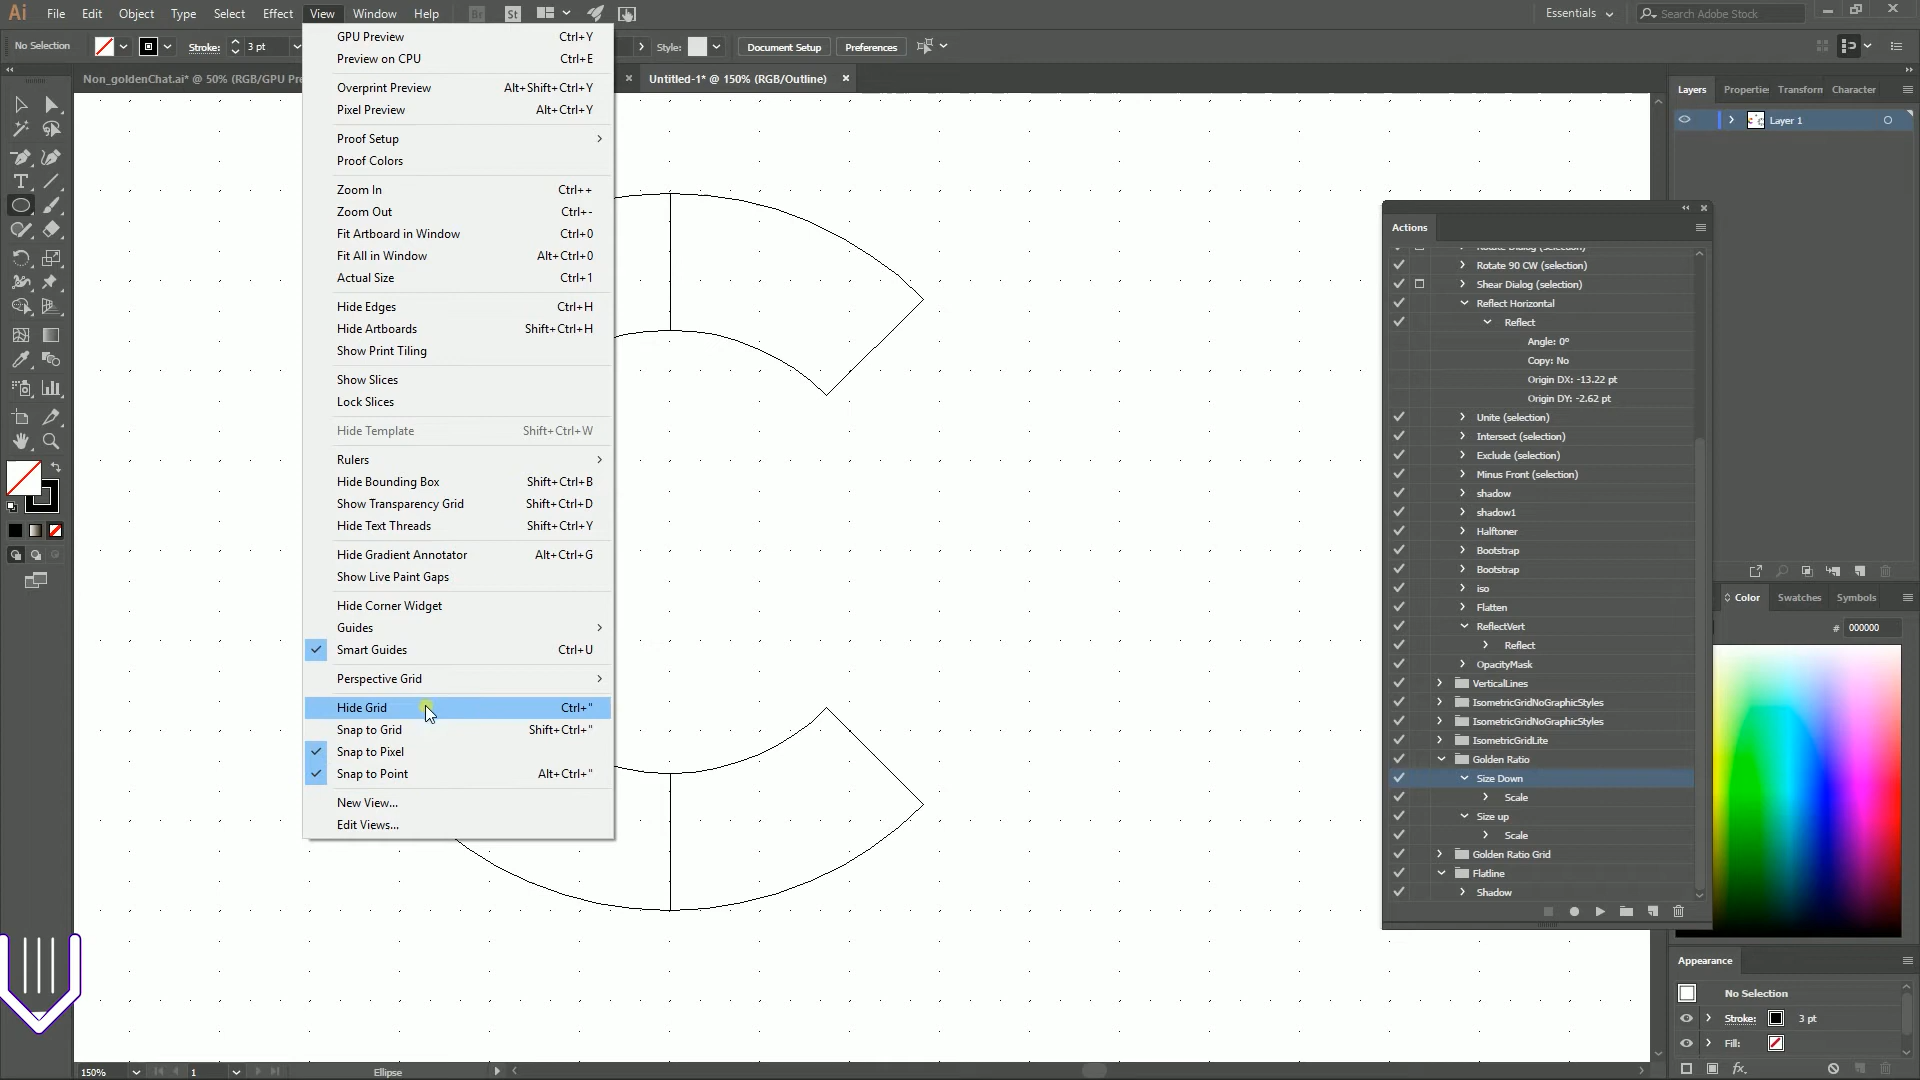 Ai File Edit Object Type Select Effect View Window Help Br St Essentials Search Adobe Stock
No Selection Stroke: 3 pt Style: Document Setup Preferences
Non_goldenChat.ai* @ 50% (RGB/GPU Pre Untitled-1* @ 150% (RGB/Outline)
GPU Preview Ctrl+Y
Preview on CPU Ctrl+E
Overprint Preview Alt+Shift+Ctrl+Y
Pixel Preview Alt+Ctrl+Y
Proof Setup
Proof Colors
Zoom In Ctrl++
Zoom Out Ctrl+-
Fit Artboard in Window Ctrl+0
Fit All in Window Alt+Ctrl+0
Actual Size Ctrl+1
Hide Edges Ctrl+H
Hide Artboards Shift+Ctrl+H
Show Print Tiling
Show Slices
Lock Slices
Hide Template Shift+Ctrl+W
Rulers
Hide Bounding Box Shift+Ctrl+B
Show Transparency Grid Shift+Ctrl+D
Hide Text Threads Shift+Ctrl+Y
Hide Gradient Annotator Alt+Ctrl+G
Show Live Paint Gaps
Hide Corner Widget
Guides
Smart Guides Ctrl+U
Perspective Grid
Hide Grid Ctrl+"
Snap to Grid Shift+Ctrl+"
Snap to Pixel
Snap to Point Alt+Ctrl+"
New View...
Edit Views...
Layers Properties Transform Character
Layer 1
Actions
Rotate Dialog (selection)
Rotate 90 CW (selection)
Shear Dialog (selection)
Reflect Horizontal
Reflect
Angle: 0°
Copy: No
Origin DX: -13.22 pt
Origin DY: -2.62 pt
Unite (selection)
Intersect (selection)
Exclude (selection)
Minus Front (selection)
shadow
shadow1
Halftoner
Bootstrap
Bootstrap
iso
Flatten
ReflectVert
Reflect
OpacityMask
VerticalLines
IsometricGridNoGraphicStyles
IsometricGridNoGraphicStyles
IsometricGridLite
Golden Ratio
Size Down
Scale
Size up
Scale
Golden Ratio Grid
Flatline
Shadow
Color Swatches Symbols
# 000000
Appearance
No Selection
Stroke: 3 pt
Fill:
fx
150% 1 Ellipse